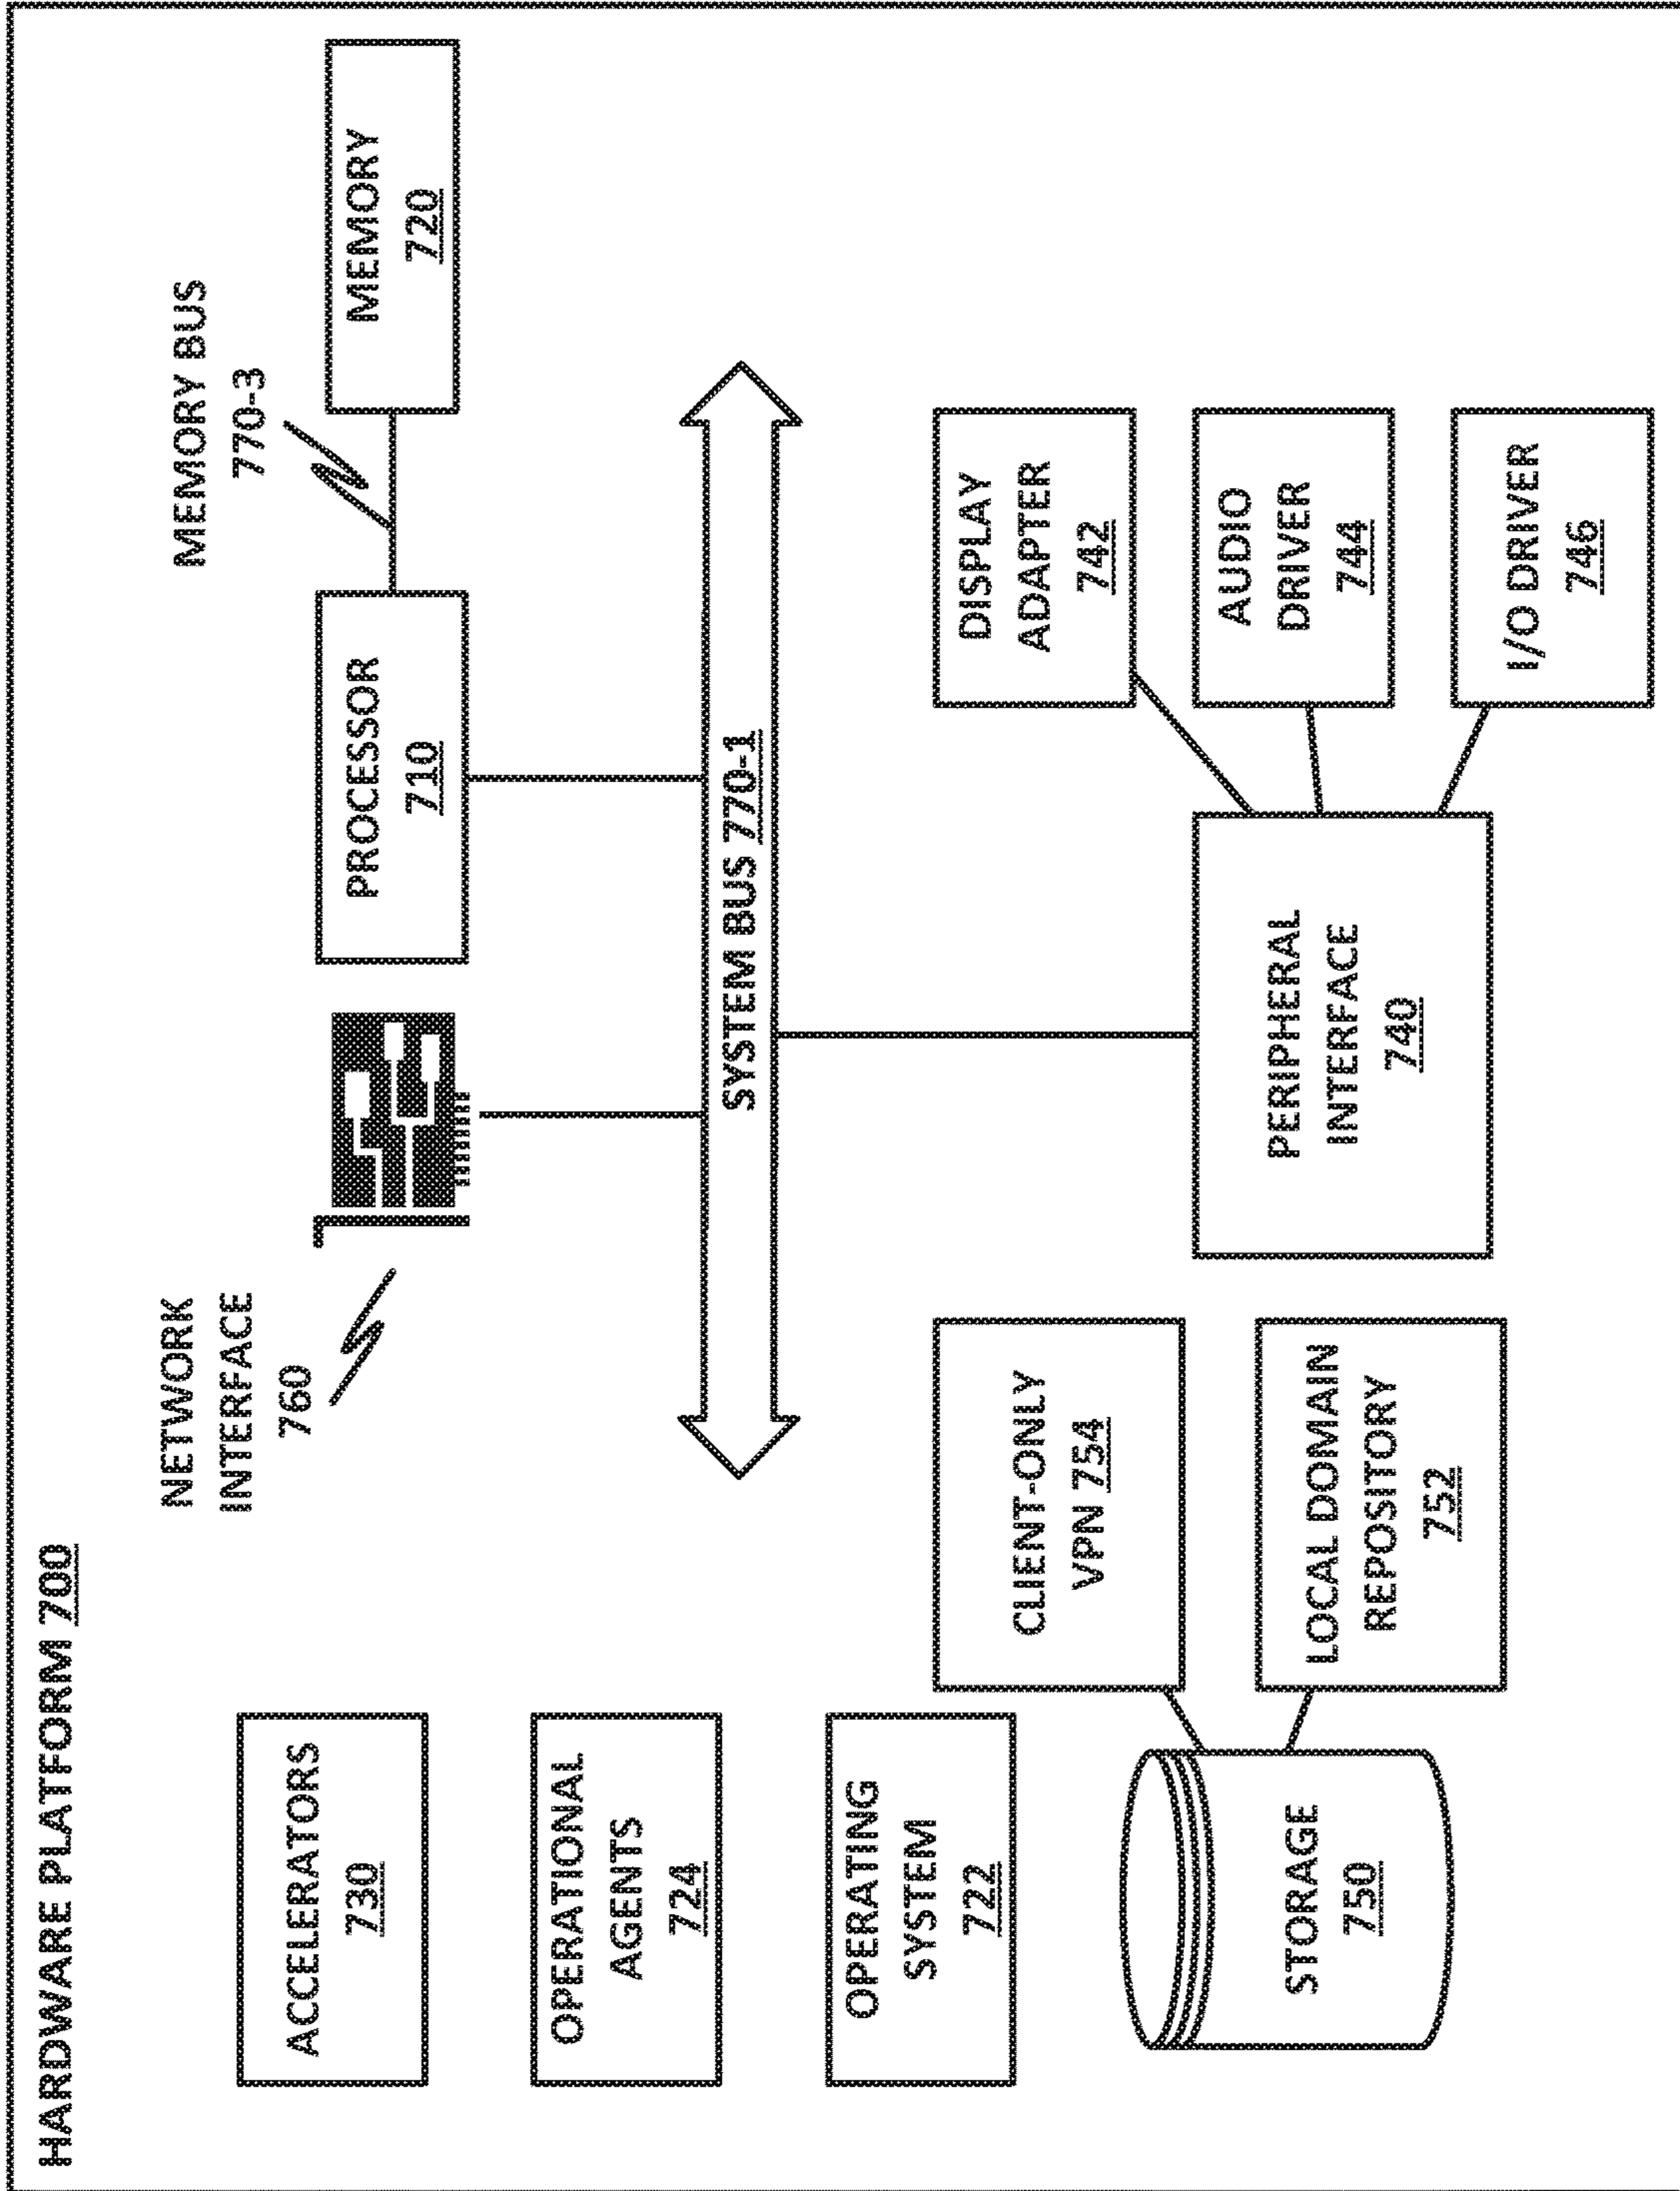 HARDWARE PLATFORM 700
ACCELERATORS
730
OPERATIONAL
AGENTS
724
OPERATING
SYSTEM
722
STORAGE
750
CLIENT-ONLY
VPN 754
LOCAL DOMAIN
REPOSITORY
752
NETWORK
INTERFACE
760
PROCESSOR
710
MEMORY BUS
770-3
MEMORY
720
SYSTEM BUS 770-1
PERIPHERAL
INTERFACE
740
DISPLAY
ADAPTER
742
AUDIO
DRIVER
744
I/O DRIVER
746